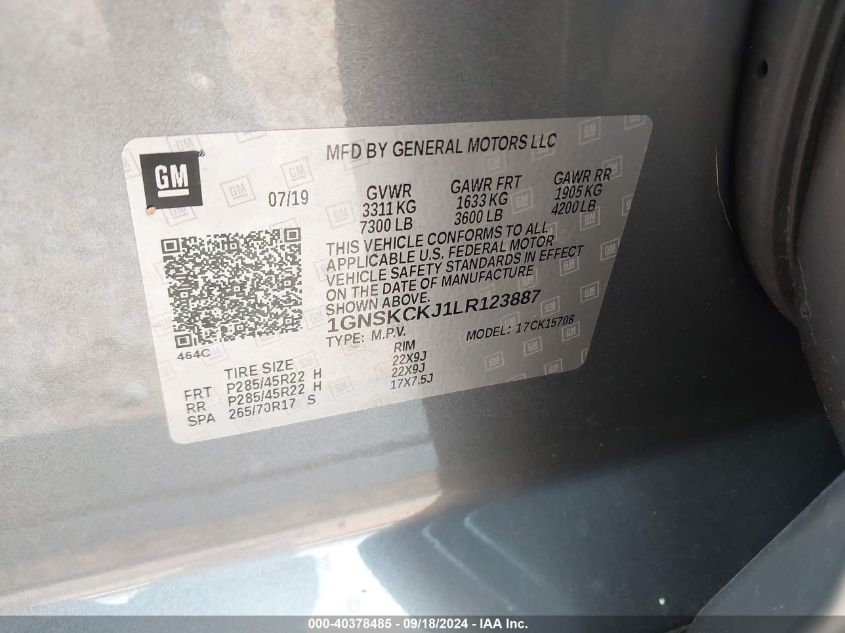 GM
MFD BY GENERAL MOTORS LLC
07/19
GVWR GAWR FRT GAWR RR
3311 KG 1633 KG 1905 KG
7300 LB 3600 LB 4200 LB
THIS VEHICLE CONFORMS TO ALL
APPLICABLE U.S. FEDERAL MOTOR
VEHICLE SAFETY STANDARDS IN EFFECT
ON THE DATE OF MANUFACTURE
SHOWN ABOVE.
1GNSKCKJ1LR123887
TYPE: M.P.V. MODEL: 17CK15706
464C
TIRE SIZE RIM
FRT P285/45R22 H 22X9J
RR P285/45R22 H 22X9J
SPA 265/70R17 S 17X7.5J
000-40378485 - 09/18/2024 - IAA Inc.